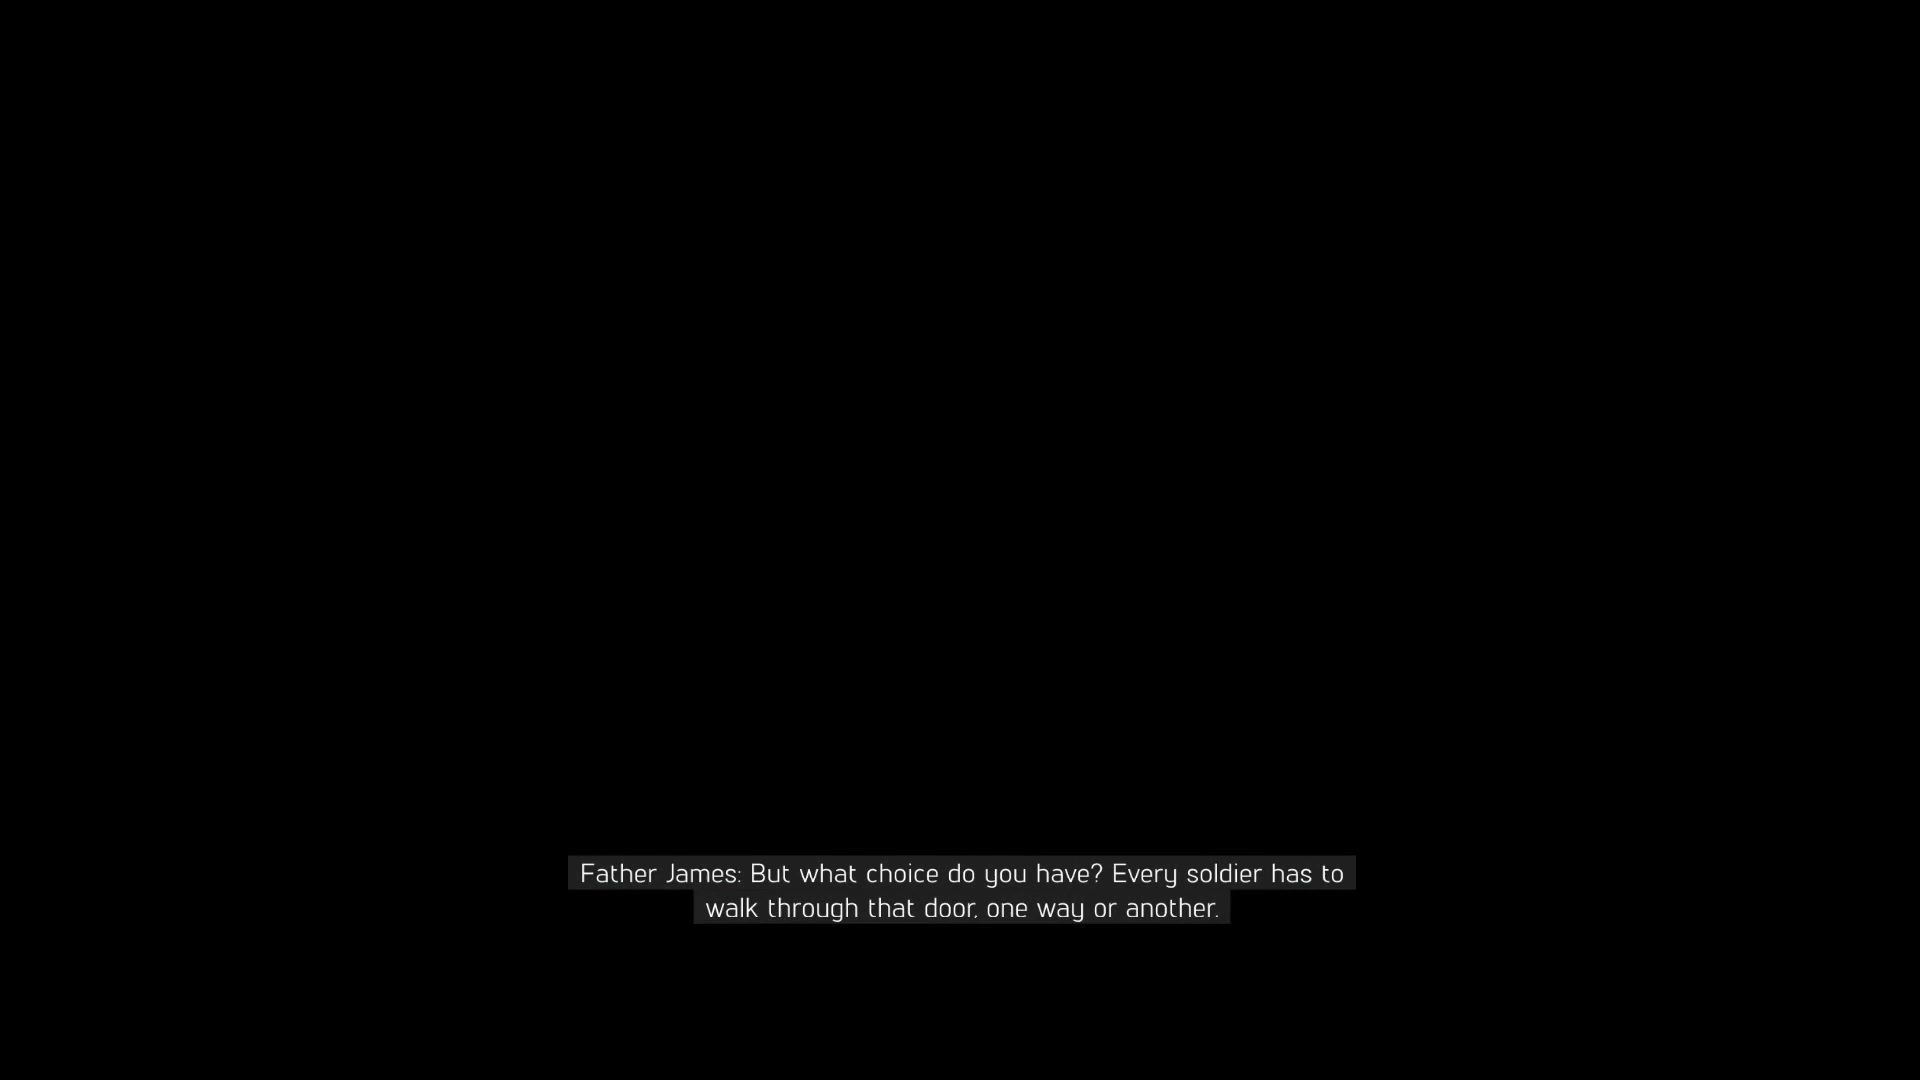 Father James: But what choice do you have? Every soldier has to
walk through that door, one way or another.